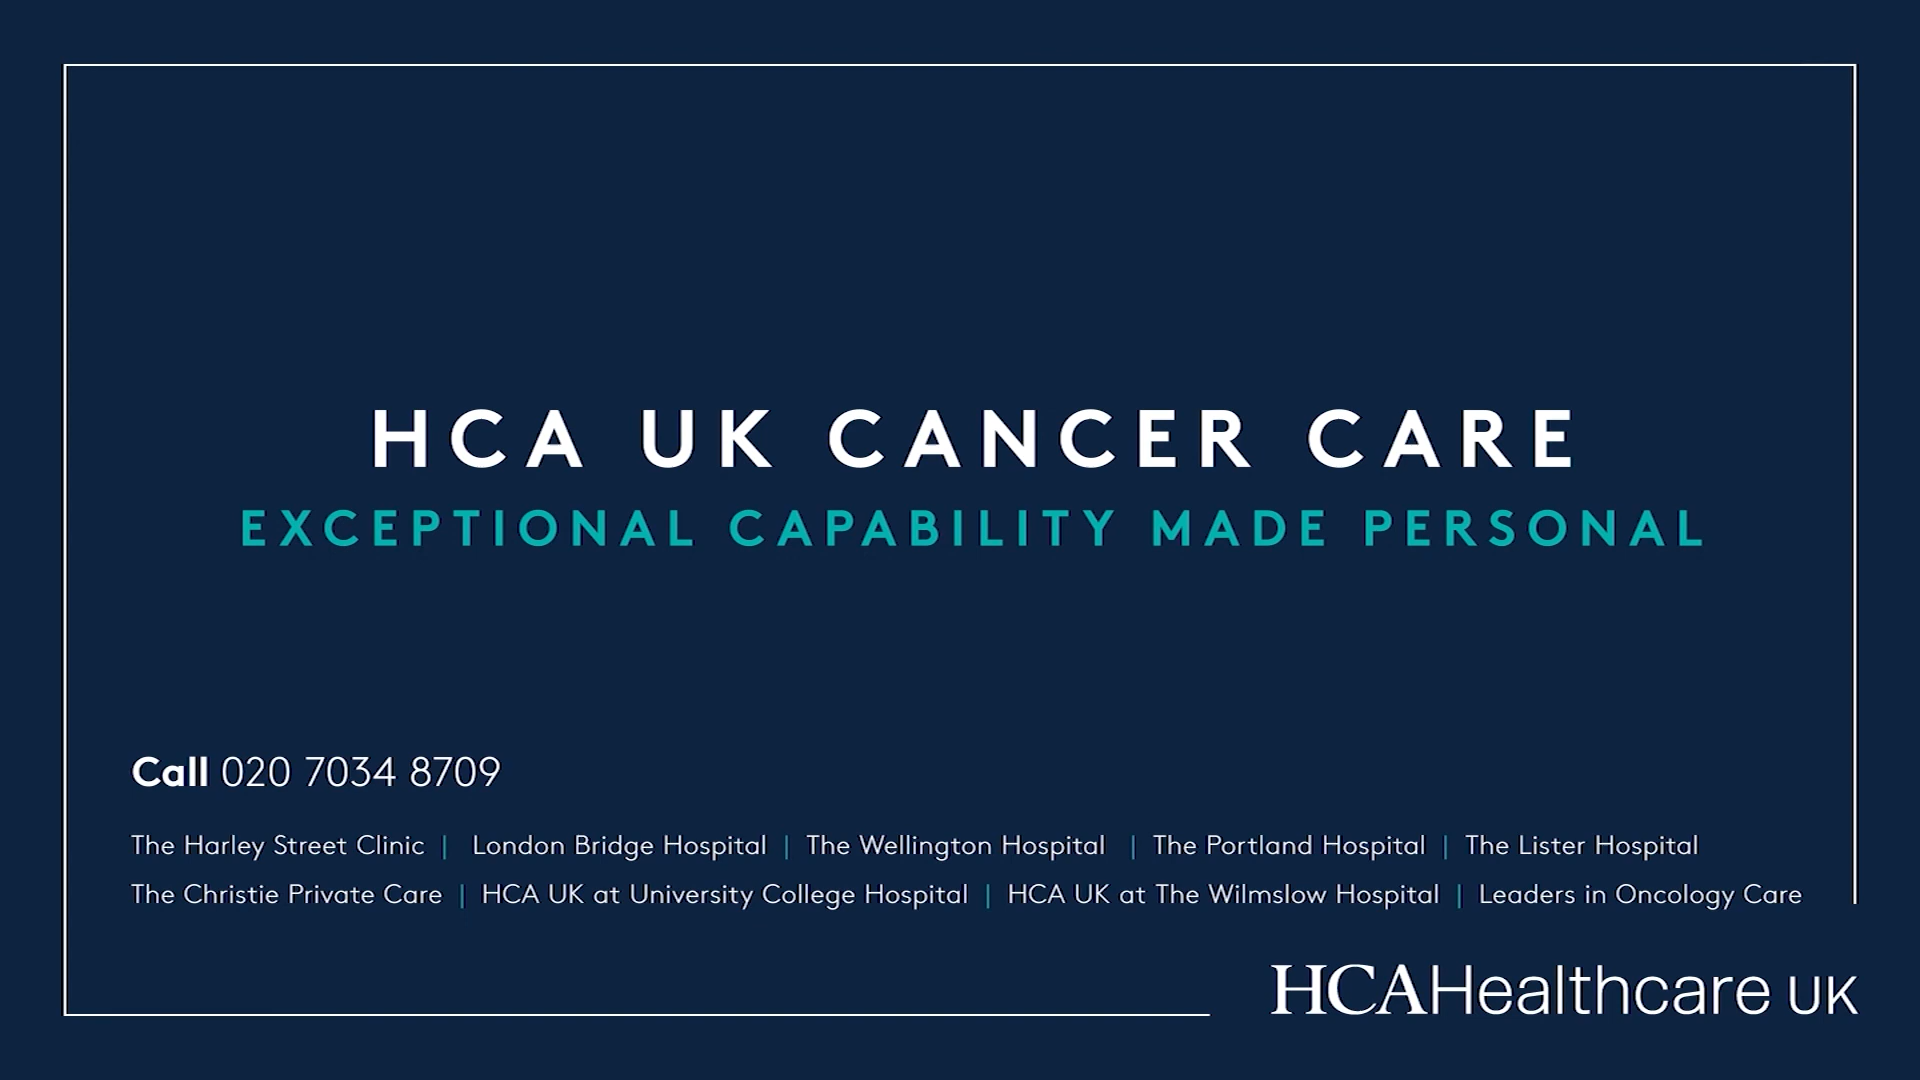 HCA UK CANCER CARE
EXCEPTIONAL CAPABILITY MADE PERSONAL
Call 020 7034 8709
The Harley Street Clinic | London Bridge Hospital | The Wellington Hospital | The Portland Hospital | The Lister Hospital
The Christie Private Care | HCA UK at University College Hospital | HCA UK at The Wilmslow Hospital | Leaders in Oncology Care
HCAHealthcare UK